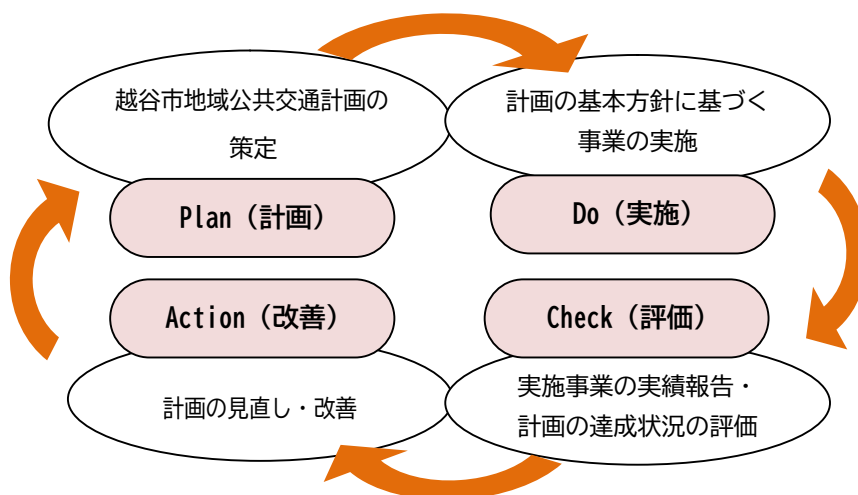 越谷市地域公共交通計画の
策定
Plan（計画）
計画の基本方針に基づく
事業の実施
Do（実施）
Check（評価）
実施事業の実績報告・
計画の達成状況の評価
Action（改善）
計画の見直し・改善